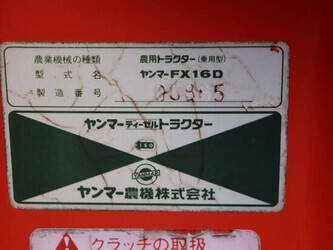 農業機械の種類 農用トラクター(乗用型)
型式名 ヤンマーFX16D
製造番号
ヤンマーディーゼルトラクター
ヤンマー農機株式会社
クラッチの取扱